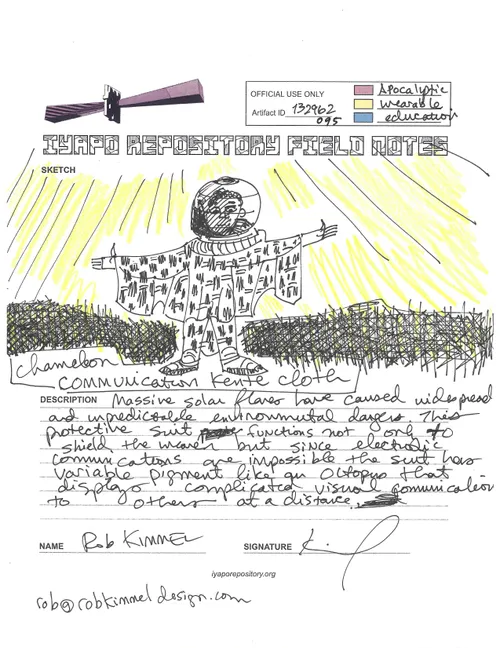 OFFICIAL USE ONLY
Artifact ID 132962
095
Apocalyptic
wearable
education
IYAPO REPOSITORY FIELD NOTES
SKETCH
Chameleon
Communication Kente cloth
DESCRIPTION Massive solar flares have caused widespread
and unpredictable environmental dangers This
protective suit functions not only to
shield the wearer but since electronic
communications are impossible the suit has
variable pigment like an Octopus that
displays complicated visual communication
to others at a distance
NAME Rob Kimmel SIGNATURE
iyaporepository.org
rob@robkimmeldesign.com